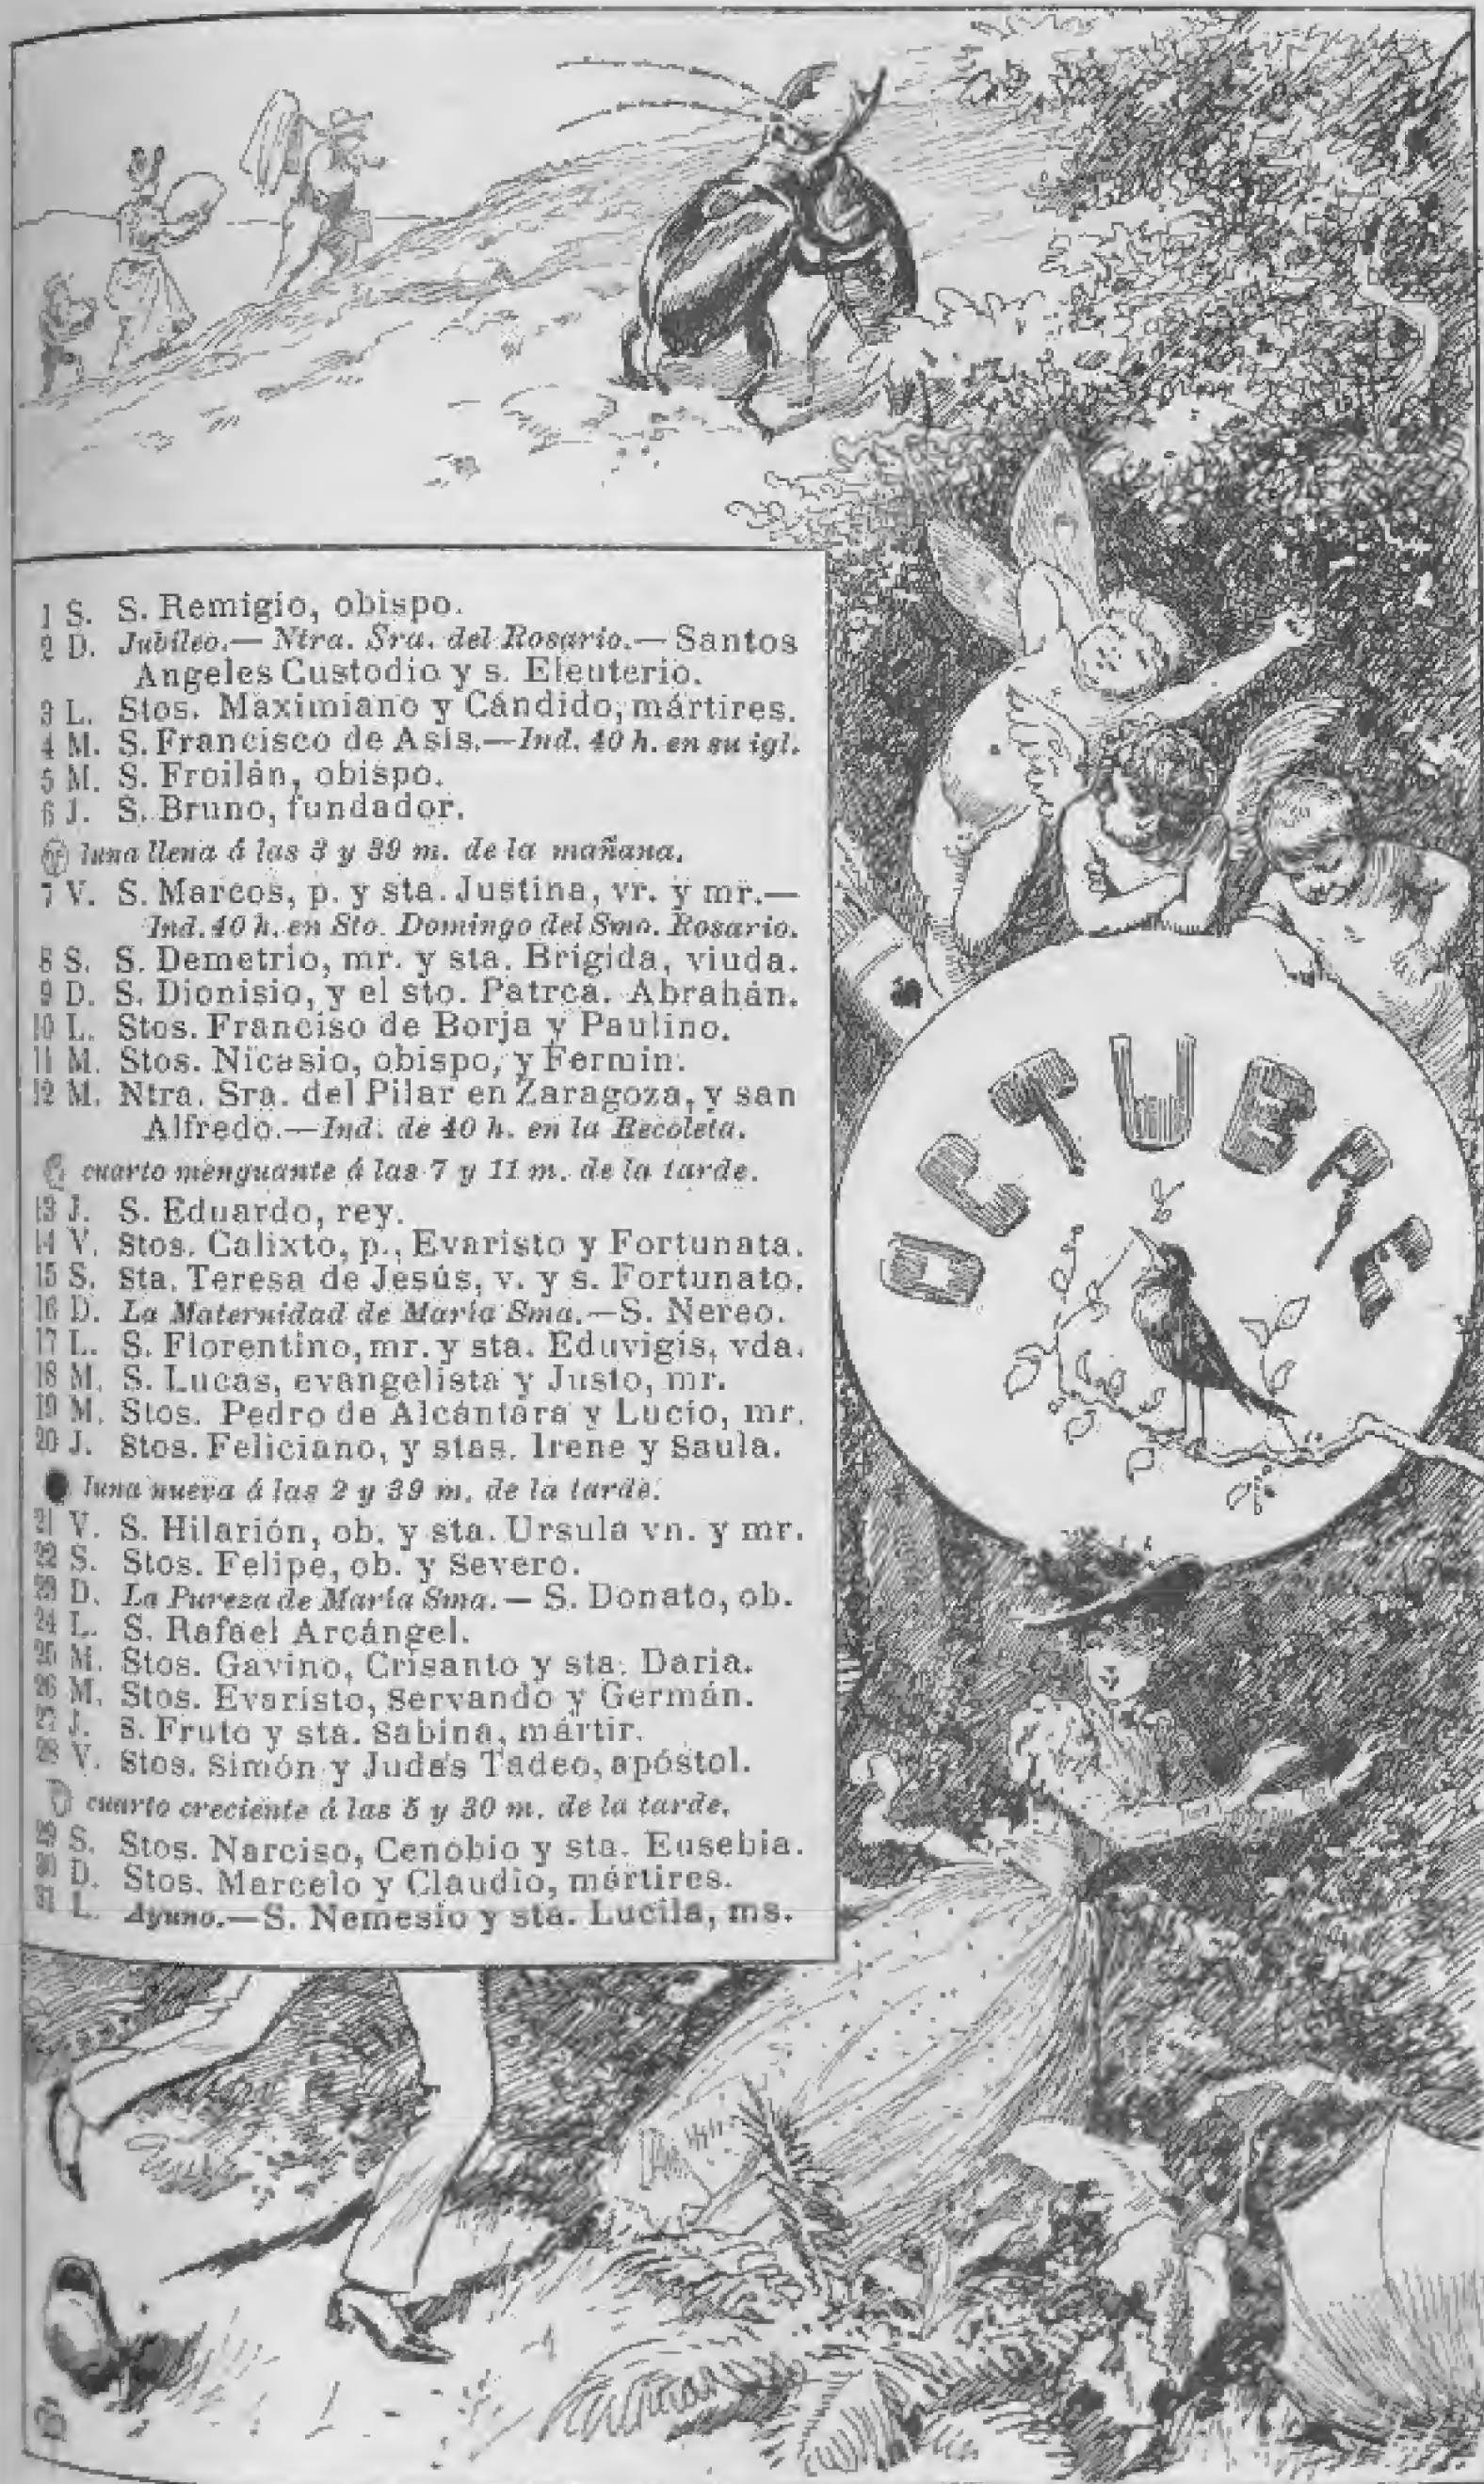 1 S. S. Remigio, obispo.
2 D. Jubileo.— Ntra. Sra. del Rosario.— Santos
Angeles Custodio y s. Eleuterio.
3 L. Stos. Maximiano y Cándido, mártires.
4 M. S. Francisco de Asis.—Ind. 40 h. en su igl.
5 M. S. Froilán, obispo.
6 J. S. Bruno, fundador.
luna llena á las 3 y 39 m. de la mañana.
7 V. S. Marcos, p. y sta. Justina, vr. y mr.—
Ind. 40 h. en Sto. Domingo del Smo. Rosario.
8 S. S. Demetrio, mr. y sta. Brigida, viuda.
9 D. S. Dionisio, y el sto. Patrca. Abrahán.
10 L. Stos. Franciso de Borja y Paulino.
11 M. Stos. Nicasio, obispo, y Fermin.
12 M. Ntra. Sra. del Pilar en Zaragoza, y san
Alfredo.—Ind. de 40 h. en la Recoleta.
cuarto menguante á las 7 y 11 m. de la tarde.
13 J. S. Eduardo, rey.
14 V. Stos. Calixto, p., Evaristo y Fortunata.
15 S. Sta. Teresa de Jesús, v. y s. Fortunato.
16 D. La Maternidad de María Sma.—S. Nereo.
17 L. S. Florentino, mr. y sta. Eduvigis, vda.
18 M. S. Lucas, evangelista y Justo, mr.
19 M. Stos. Pedro de Alcántara y Lucio, mr.
20 J. Stos. Feliciano, y stas. Irene y Saula.
luna nueva á las 2 y 39 m. de la tarde.
21 V. S. Hilarión, ob. y sta. Ursula vn. y mr.
22 S. Stos. Felipe, ob. y Severo.
23 D. La Pureza de María Sma.— S. Donato, ob.
24 L. S. Rafael Arcángel.
25 M. Stos. Gavino, Crisanto y sta. Daria.
26 M. Stos. Evaristo, Servando y Germán.
27 J. S. Fruto y sta. Sabina, mártir.
28 V. Stos. Simón y Judas Tadeo, apóstol.
cuarto creciente á las 5 y 30 m. de la tarde.
29 S. Stos. Narciso, Cenobio y sta. Eusebia.
30 D. Stos. Marcelo y Claudio, mártires.
31 L. Ayuno.—S. Nemesio y sta. Lucila, ms.
OCTUBRE